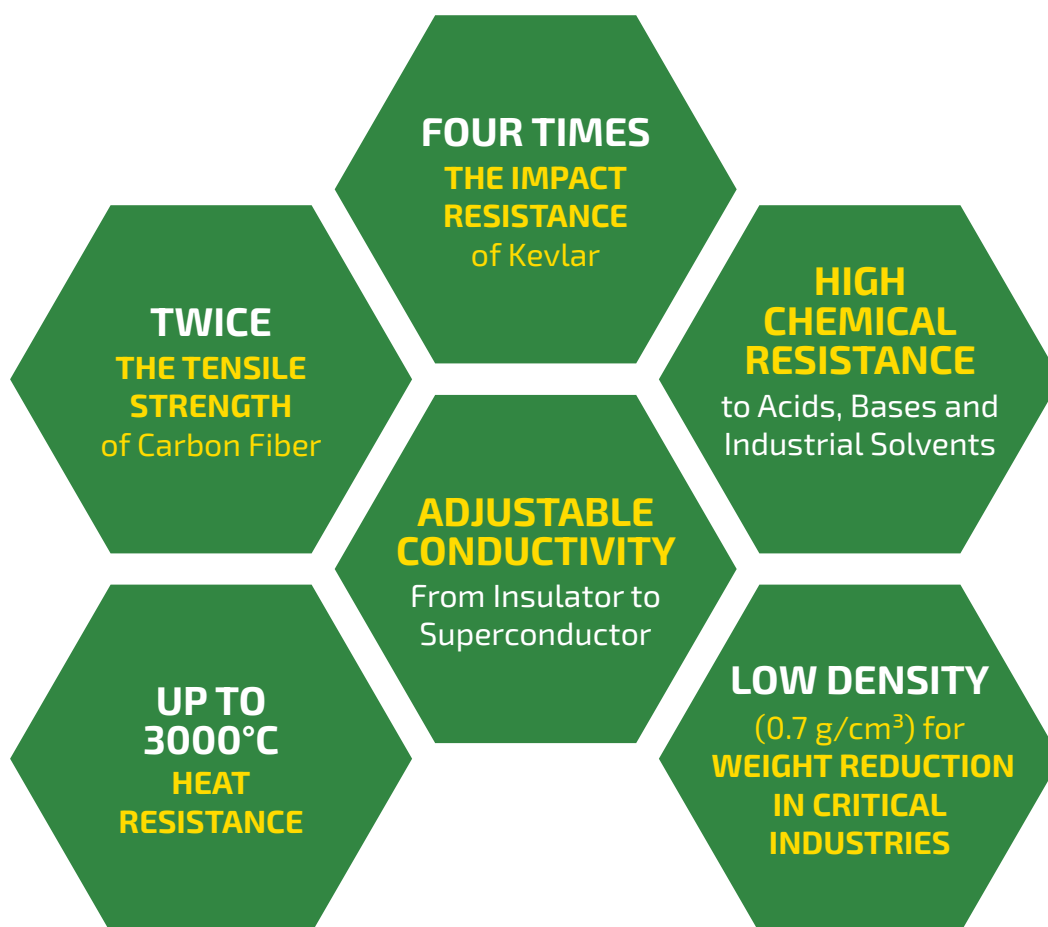 FOUR TIMES
THE IMPACT
RESISTANCE
of Kevlar
TWICE
THE TENSILE
STRENGTH
of Carbon Fiber
HIGH
CHEMICAL
RESISTANCE
to Acids, Bases and
Industrial Solvents
ADJUSTABLE
CONDUCTIVITY
From Insulator to
Superconductor
UP TO
3000°C
HEAT
RESISTANCE
LOW DENSITY
(0.7 g/cm³) for
WEIGHT REDUCTION
IN CRITICAL
INDUSTRIES